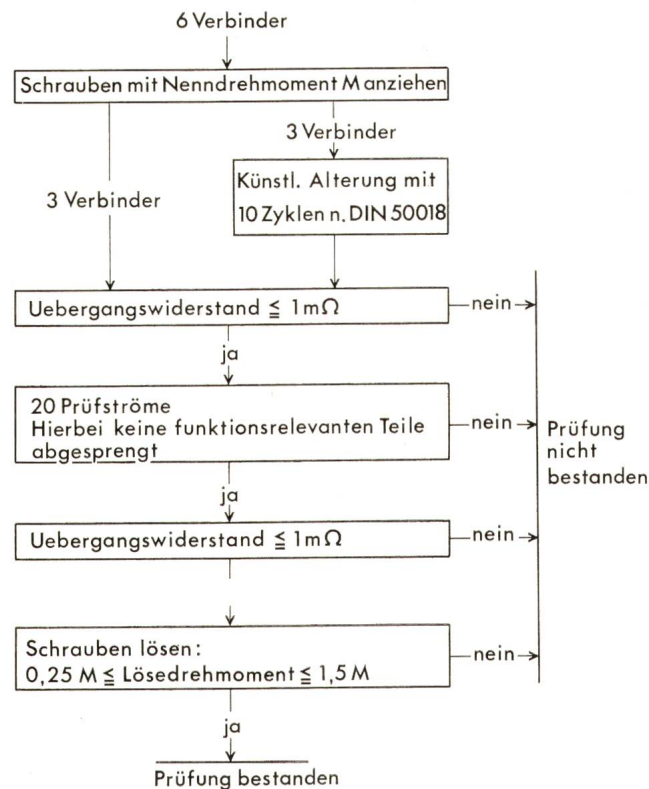 6 Verbinder
Schrauben mit Nenndrehmoment M anziehen
3 Verbinder
Künstl. Alterung mit
10 Zyklen n. DIN 50018
3 Verbinder
Uebergangswiderstand ≦ 1mΩ
nein
ja
20 Prüfströme
Hierbei keine funktionsrelevanten Teile
abgesprengt
nein
Prüfung
nicht
bestanden
ja
Uebergangswiderstand ≦ 1mΩ
nein
Schrauben lösen:
0,25 M ≦ Lösedrehmoment ≦ 1,5 M
nein
ja
Prüfung bestanden